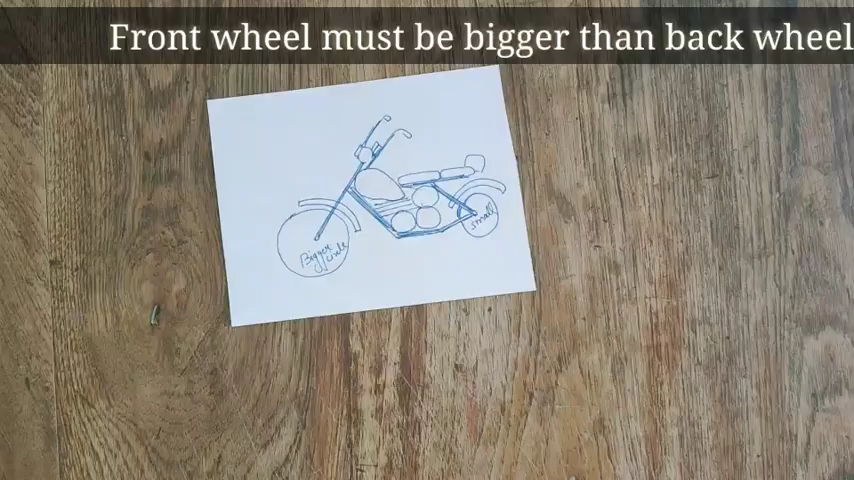 Front wheel must be bigger than back wheel
Bigger
circle
small